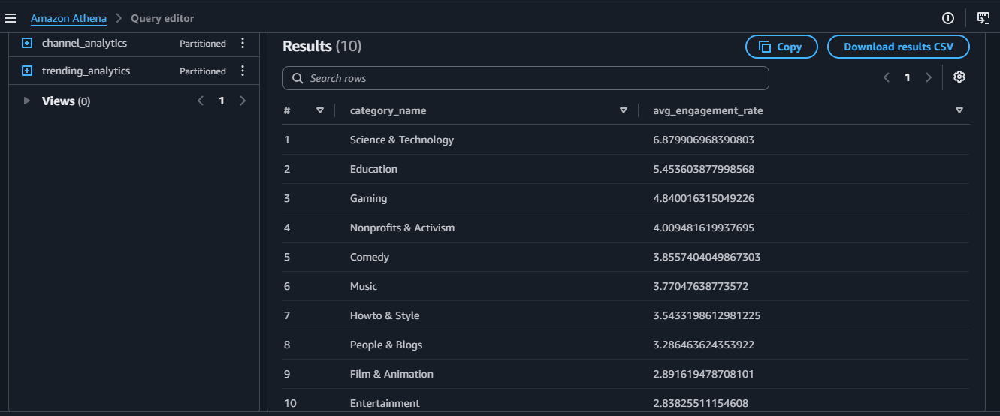 Amazon Athena > Query editor
channel_analytics Partitioned
trending_analytics Partitioned
Views (0) < 1 >
Results (10)
Copy
Download results CSV
Search rows
< 1 >
# category_name avg_engagement_rate
1 Science & Technology 6.879906968390803
2 Education 5.453603877998568
3 Gaming 4.840016315049226
4 Nonprofits & Activism 4.009481619937695
5 Comedy 3.8557404049867303
6 Music 3.77047638773572
7 Howto & Style 3.5433198612981225
8 People & Blogs 3.286463624353922
9 Film & Animation 2.891619478708101
10 Entertainment 2.83825511154608